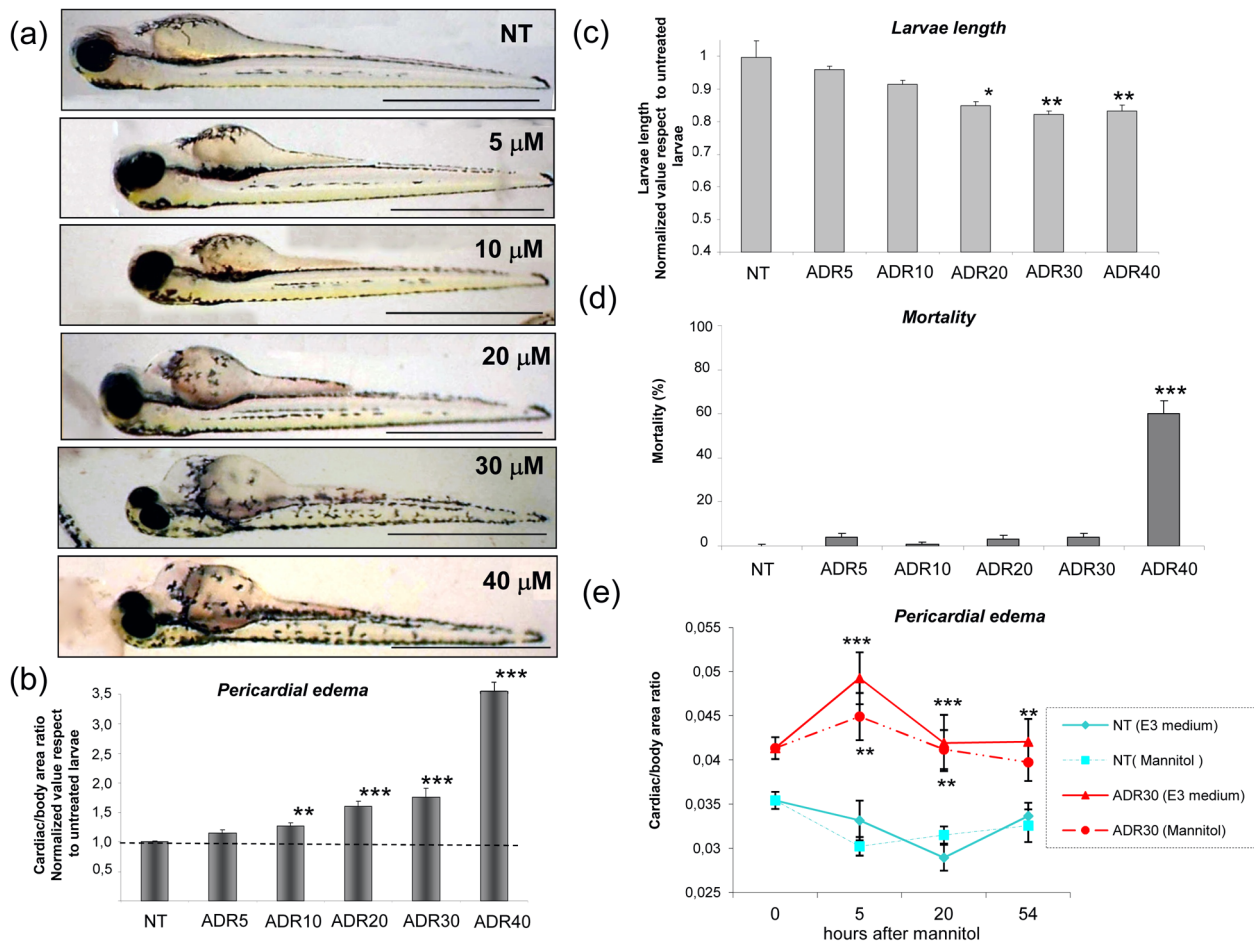 (a)
NT
5 μM
10 μM
20 μM
30 μM
40 μM
(b)
Pericardial edema
Cardiac/body area ratio
Normalized value respect
to untreated larvae
3,5
3,0
2,5
2,0
1,5
1,0
0,5
**
***
***
***
NT
ADR5
ADR10
ADR20
ADR30
ADR40
(c)
Larvae length
Larvae length
Normalized value respect to untreated
larvae
1
0.9
0.8
0.7
0.6
0.5
0.4
*
**
**
NT
ADR5
ADR10
ADR20
ADR30
ADR40
(d)
Mortality
Mortality (%)
100
80
60
40
20
0
***
NT
ADR5
ADR10
ADR20
ADR30
ADR40
(e)
Pericardial edema
Cardiac/body area ratio
0,055
0,05
0,045
0,04
0,035
0,03
0,025
***
***
**
**
**
0
5
20
54
hours after mannitol
NT (E3 medium)
NT( Mannitol )
ADR30 (E3 medium)
ADR30 (Mannitol)